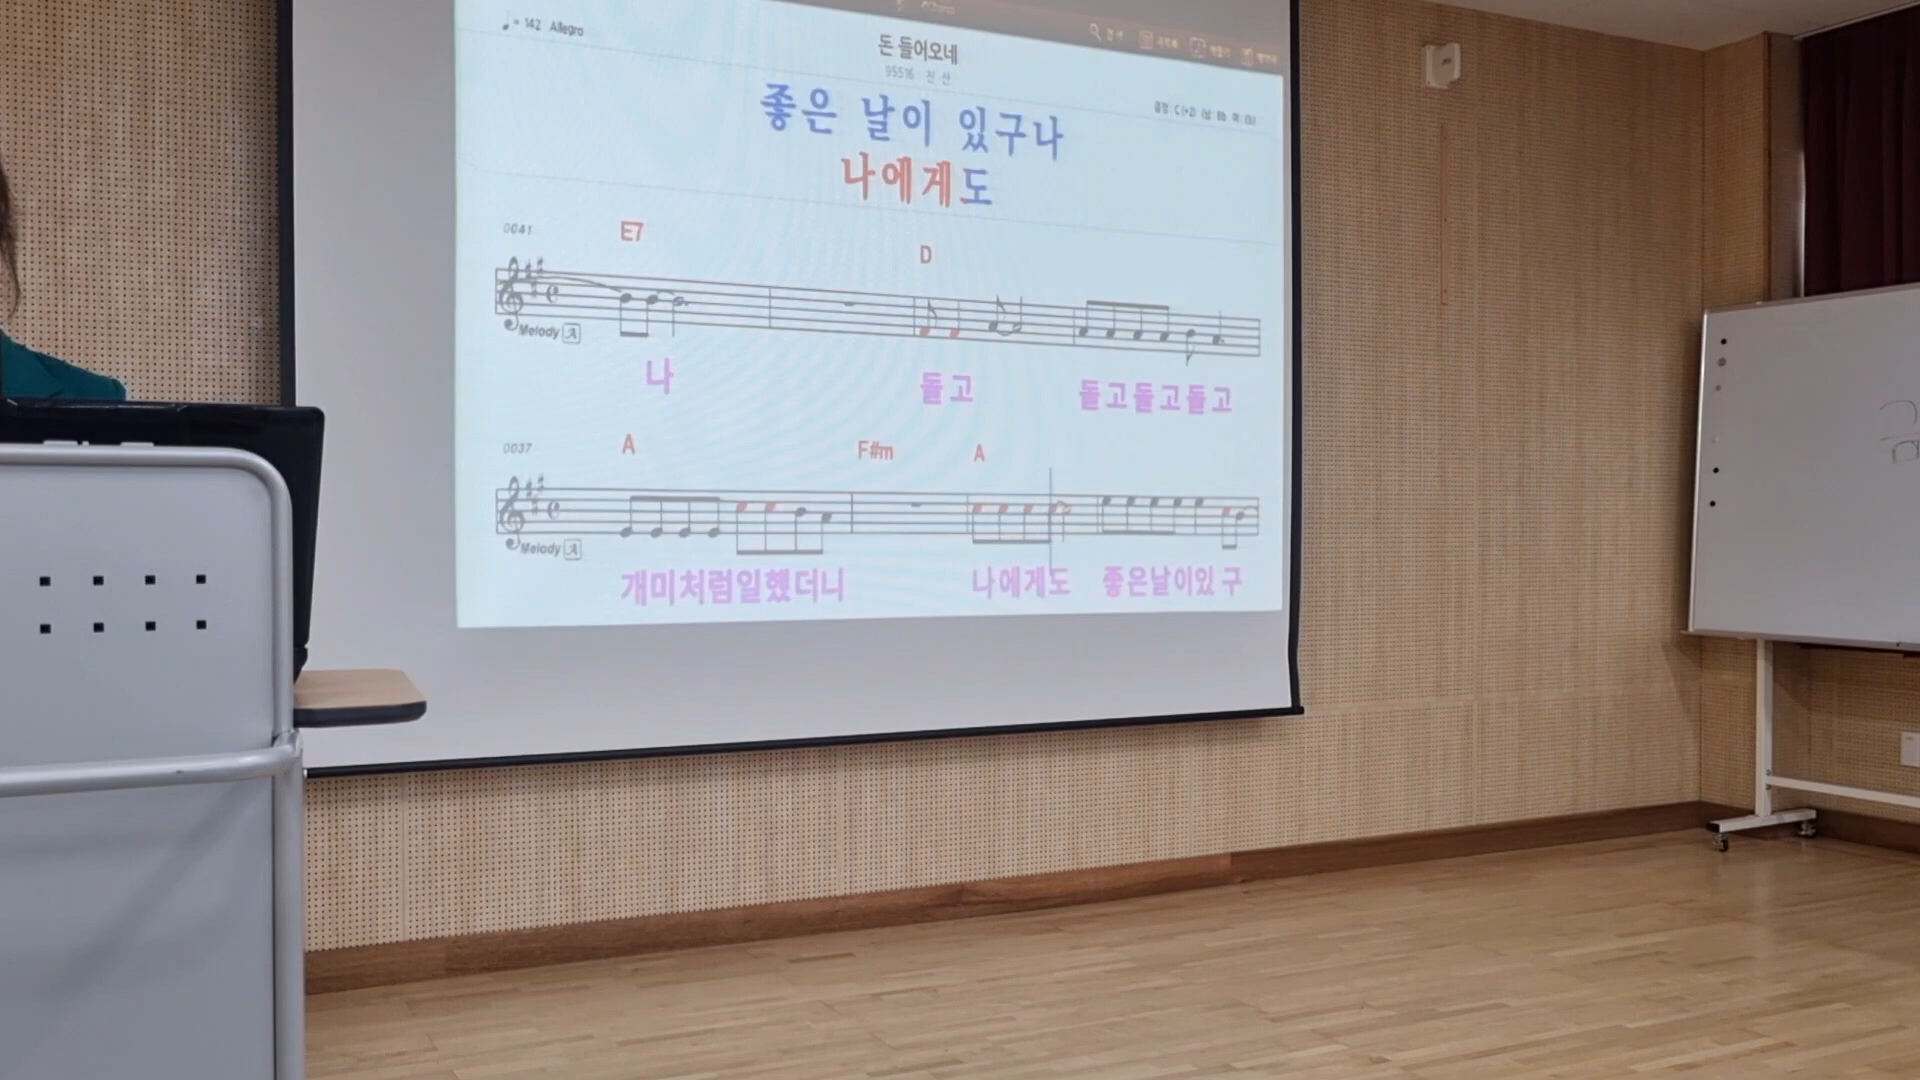 ♩= 142 Allegro
돈 들어오네
95516 진 산
좋은 날이 있구나
나에게도
0041 E7 D
Melody A
나 돌고 돌고돌고돌고
0037 A F#m A
Melody A
개미처럼일했더니 나에게도 좋은날이있 구